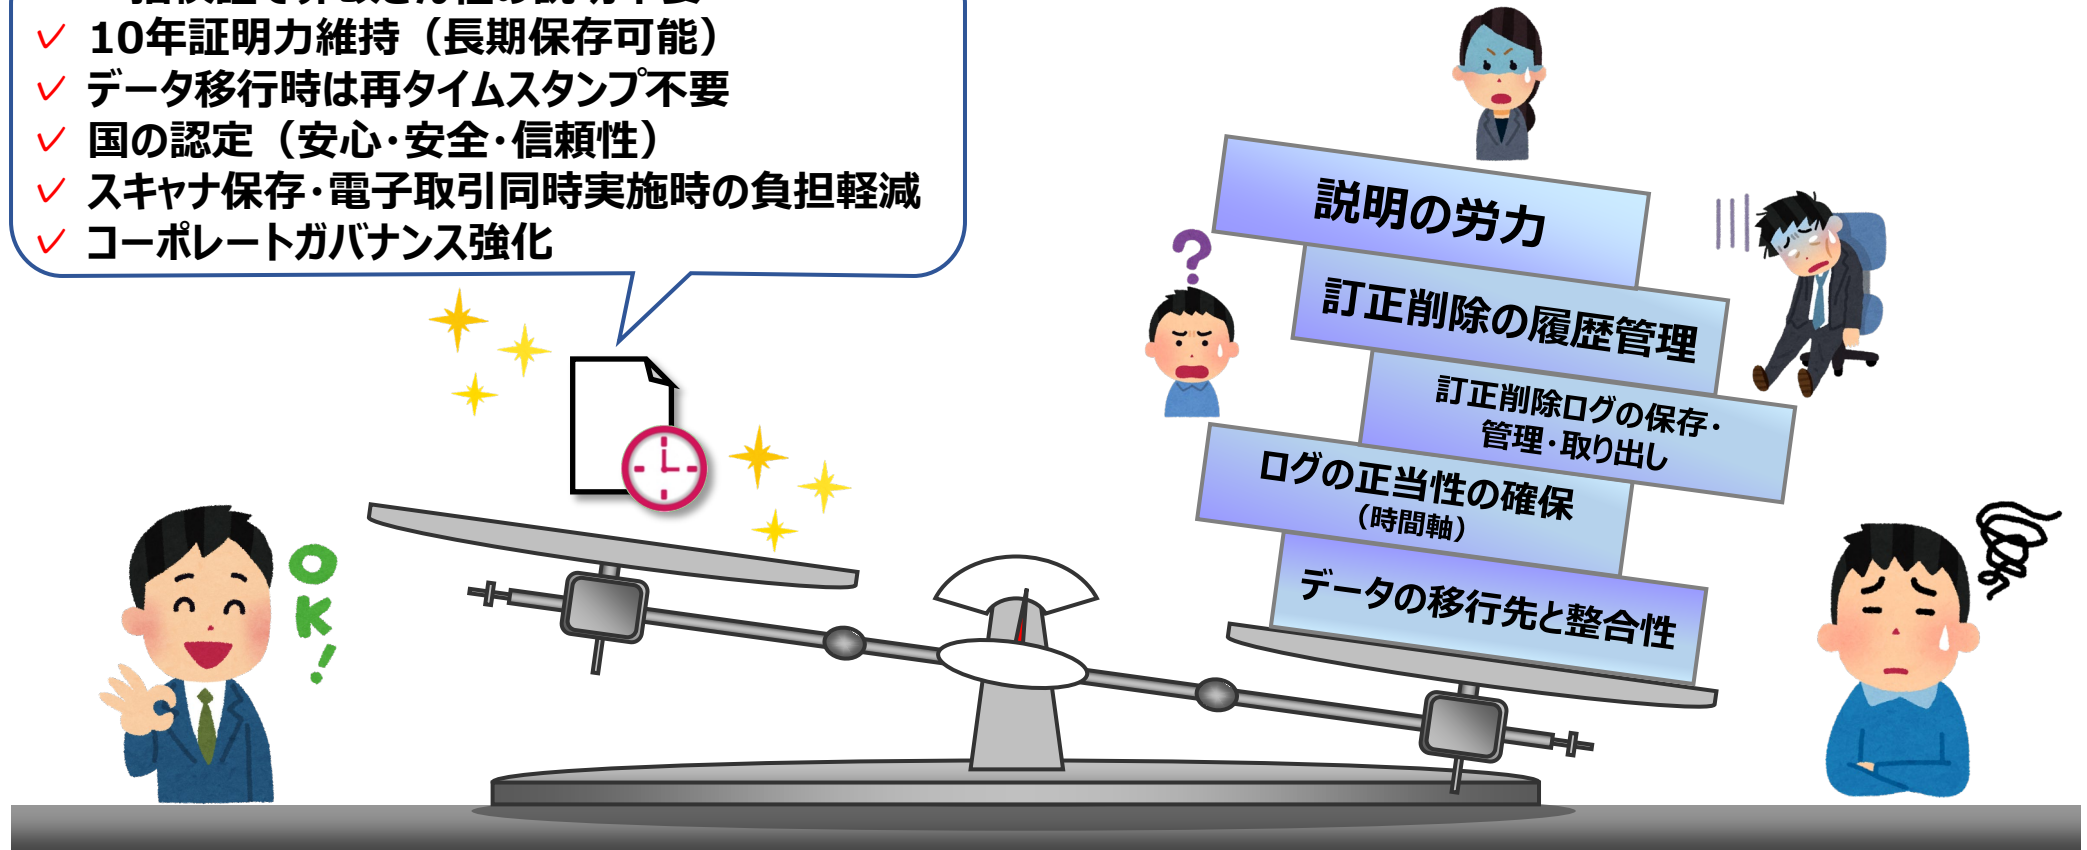 ✓ 10年証明力維持（長期保存可能）
✓ データ移行時は再タイムスタンプ不要
✓ 国の認定（安心・安全・信頼性）
✓ スキャナ保存・電子取引同時実施時の負担軽減
✓ コーポレートガバナンス強化
説明の労力
訂正削除の履歴管理
訂正削除ログの保存・
管理・取り出し
ログの正当性の確保
（時間軸）
データの移行先と整合性
?
OK!